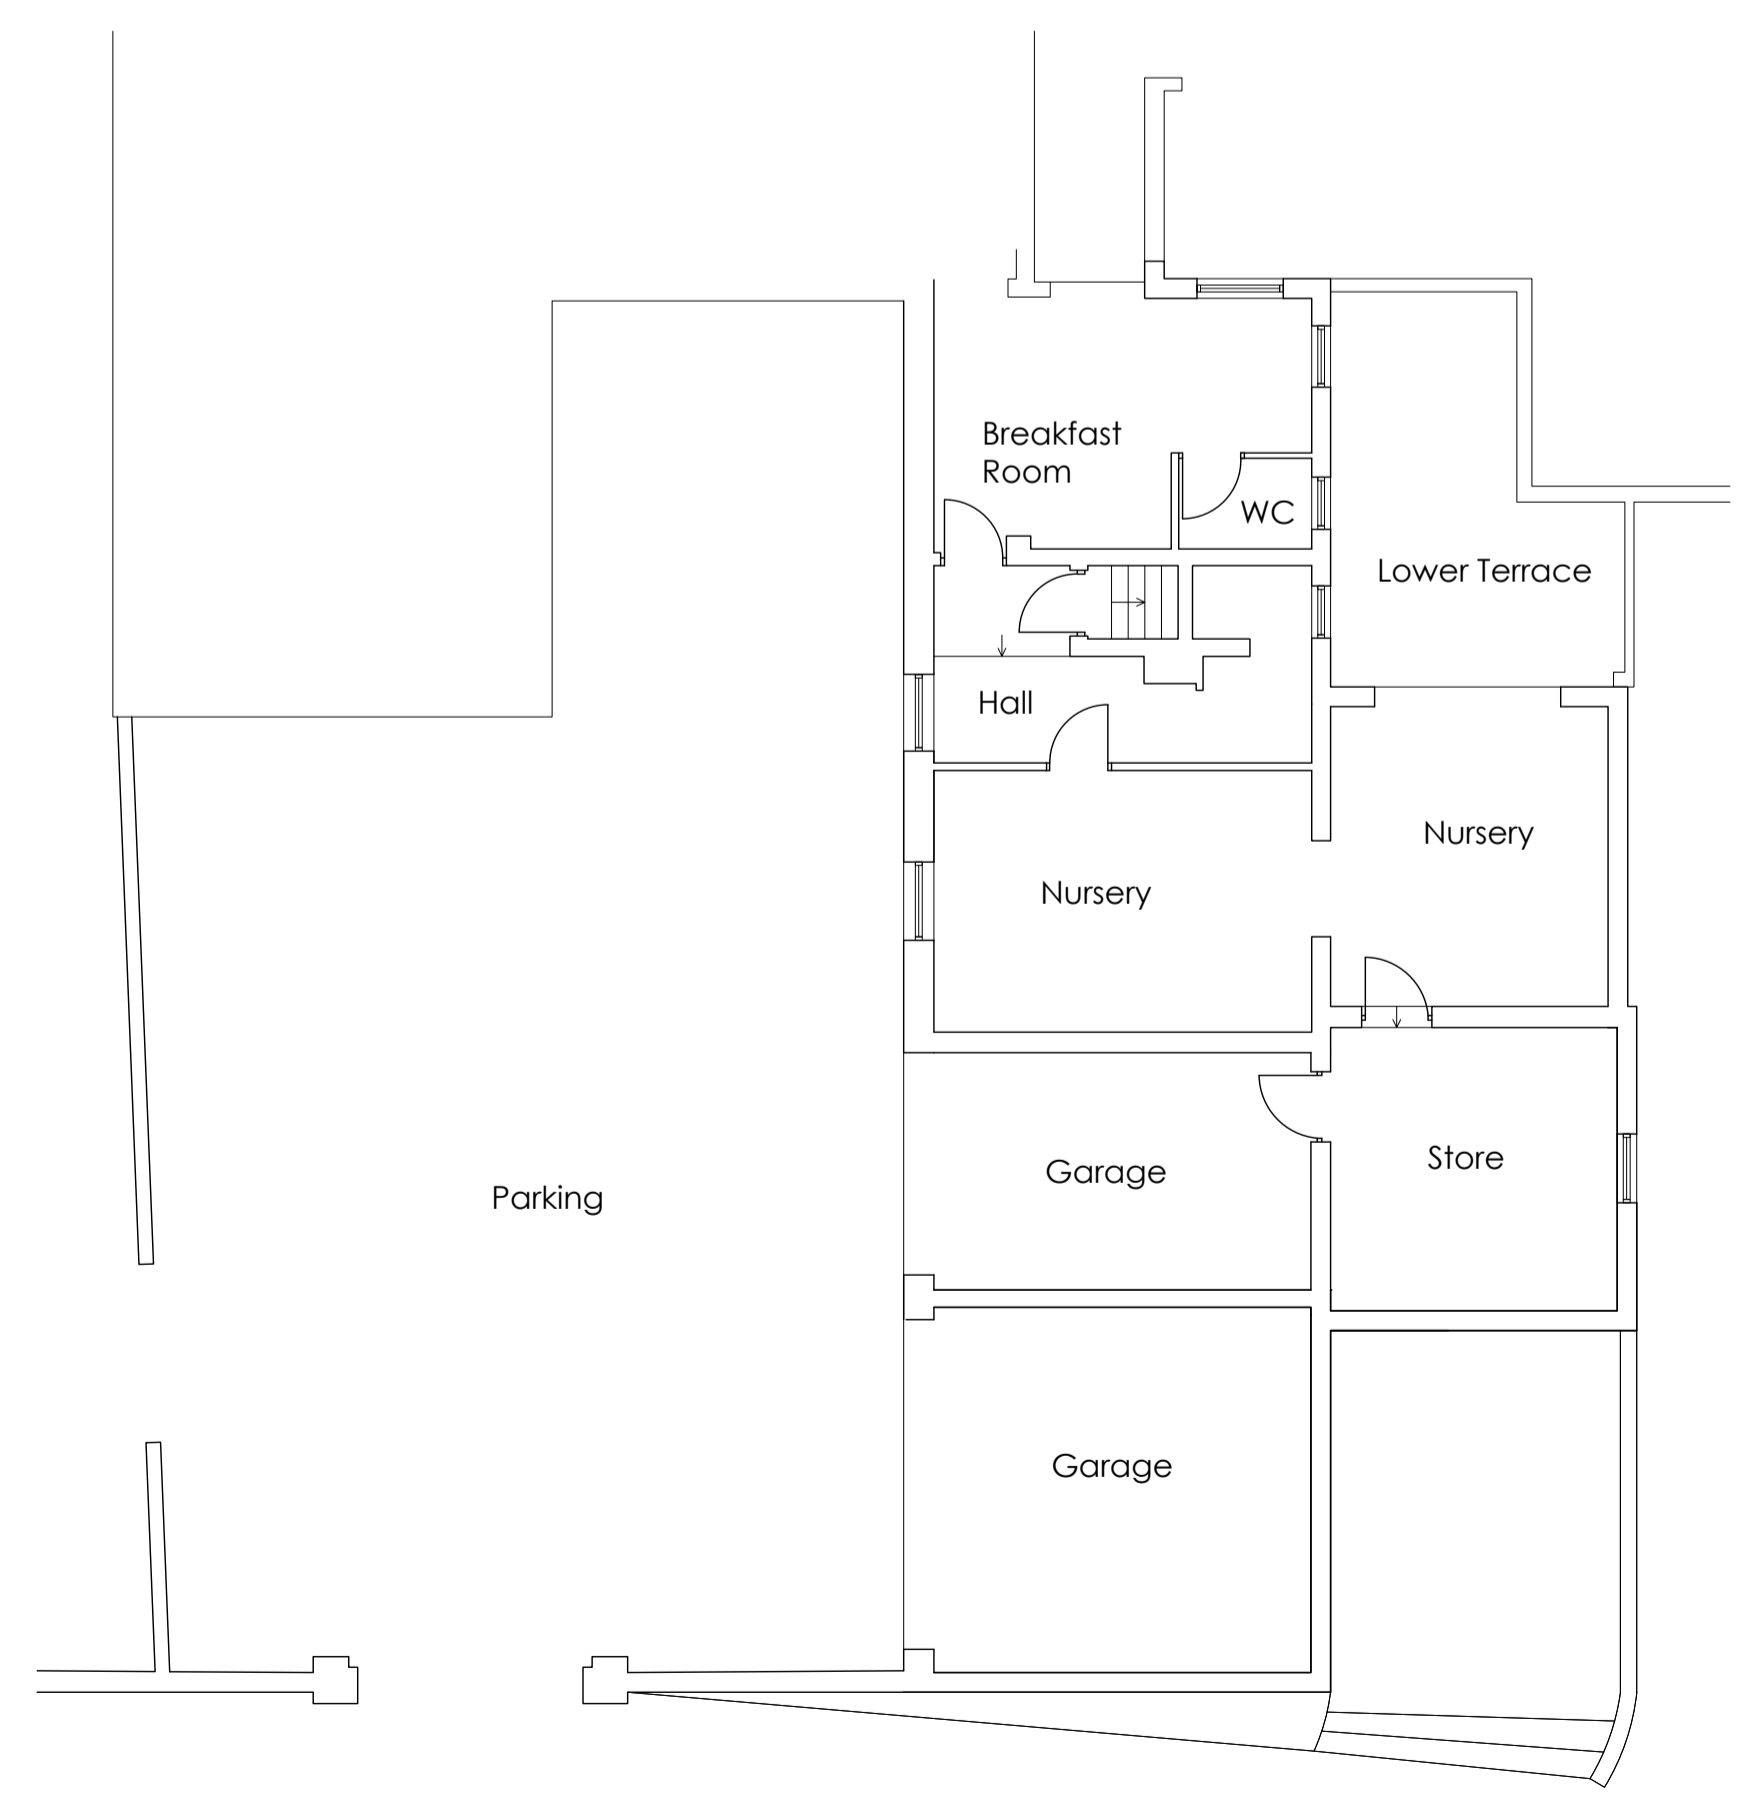 Breakfast
Room
WC
Lower Terrace
Hall
Nursery
Nursery
Store
Garage
Parking
Garage